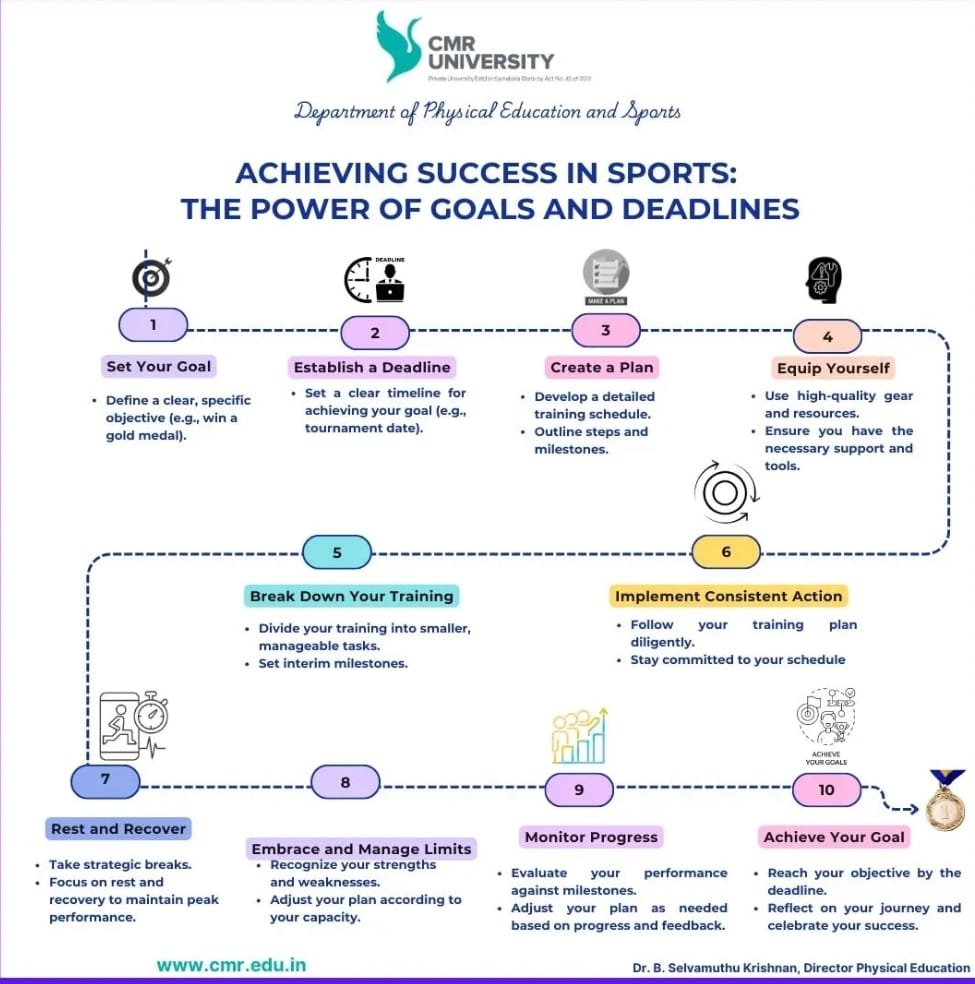 CMR
UNIVERSITY
Private University Estd in Karnataka State by Act No. 45 of 2013
Department of Physical Education and Sports
ACHIEVING SUCCESS IN SPORTS:
THE POWER OF GOALS AND DEADLINES
1
Set Your Goal
• Define a clear, specific
objective (e.g., win a
gold medal).
DEADLINE
2
Establish a Deadline
• Set a clear timeline for
achieving your goal (e.g.,
tournament date).
MAKE A PLAN
3
Create a Plan
• Develop a detailed
training schedule.
• Outline steps and
milestones.
4
Equip Yourself
• Use high-quality gear
and resources.
• Ensure you have the
necessary support and
tools.
5
Break Down Your Training
• Divide your training into smaller,
manageable tasks.
• Set interim milestones.
6
Implement Consistent Action
• Follow your training plan
diligently.
• Stay committed to your schedule
7
Rest and Recover
• Take strategic breaks.
• Focus on rest and
recovery to maintain peak
performance.
8
Embrace and Manage Limits
• Recognize your strengths
and weaknesses.
• Adjust your plan according to
your capacity.
9
Monitor Progress
• Evaluate your performance
against milestones.
• Adjust your plan as needed
based on progress and feedback.
ACHIEVE
YOUR GOALS
10
Achieve Your Goal
• Reach your objective by the
deadline.
• Reflect on your journey and
celebrate your success.
1
www.cmr.edu.in
Dr. B. Selvamuthu Krishnan, Director Physical Education